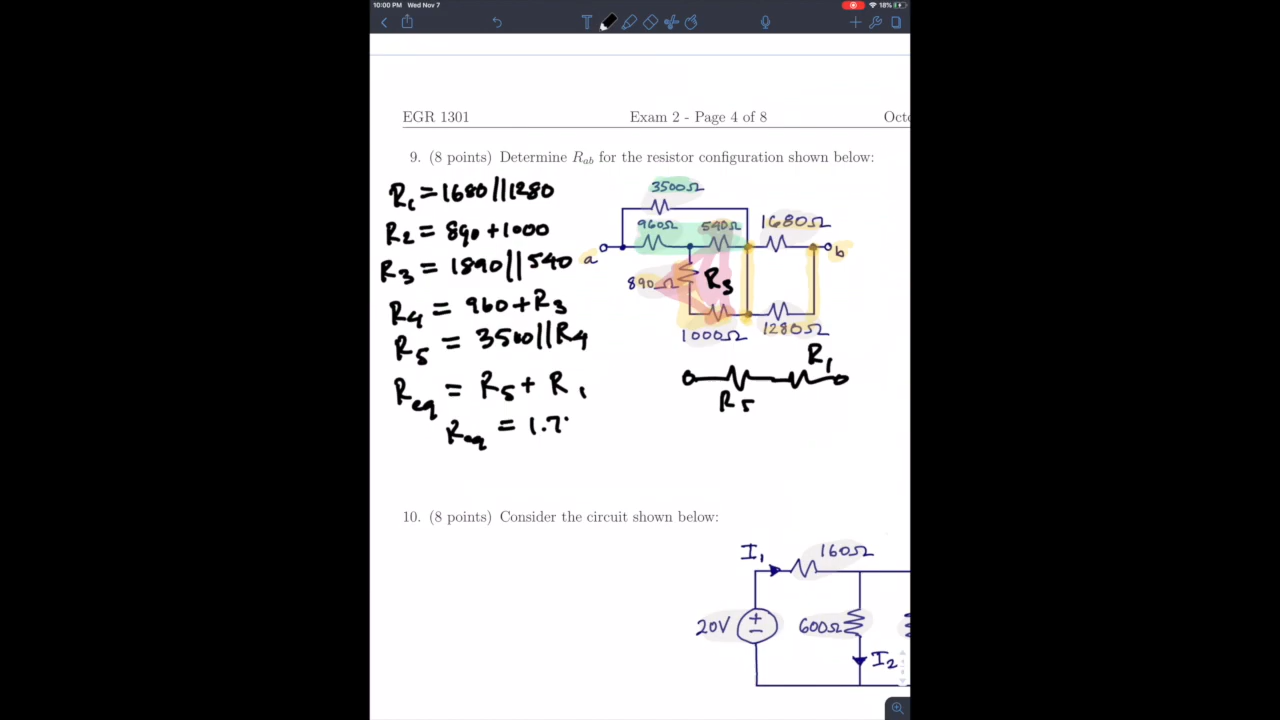 10:00 PM Wed Nov 7
18%
T
EGR 1301 Exam 2 - Page 4 of 8 Octo
9. (8 points) Determine Rab for the resistor configuration shown below:
R1 = 1680 || 1280
R2 = 890 + 1000
R3 = 1890 || 540
R4 = 960 + R3
R5 = 3500 || R4
Req = R5 + R1
Req = 1.7
3500Ω
960Ω 540Ω 1680Ω
a b
890Ω R3
1000Ω 1280Ω
R1
R5
10. (8 points) Consider the circuit shown below:
I1 160Ω
20V + − 600Ω
I2